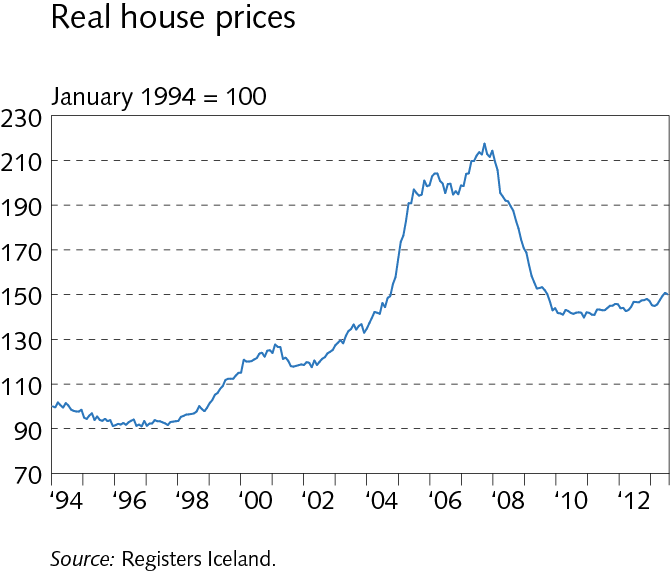 Real house prices
January 1994 = 100
230
210
190
170
150
130
110
90
70
‘94 ‘96 ‘98 ‘00 ‘02 ‘04 ‘06 ‘08 ‘10 ‘12
Source: Registers Iceland.